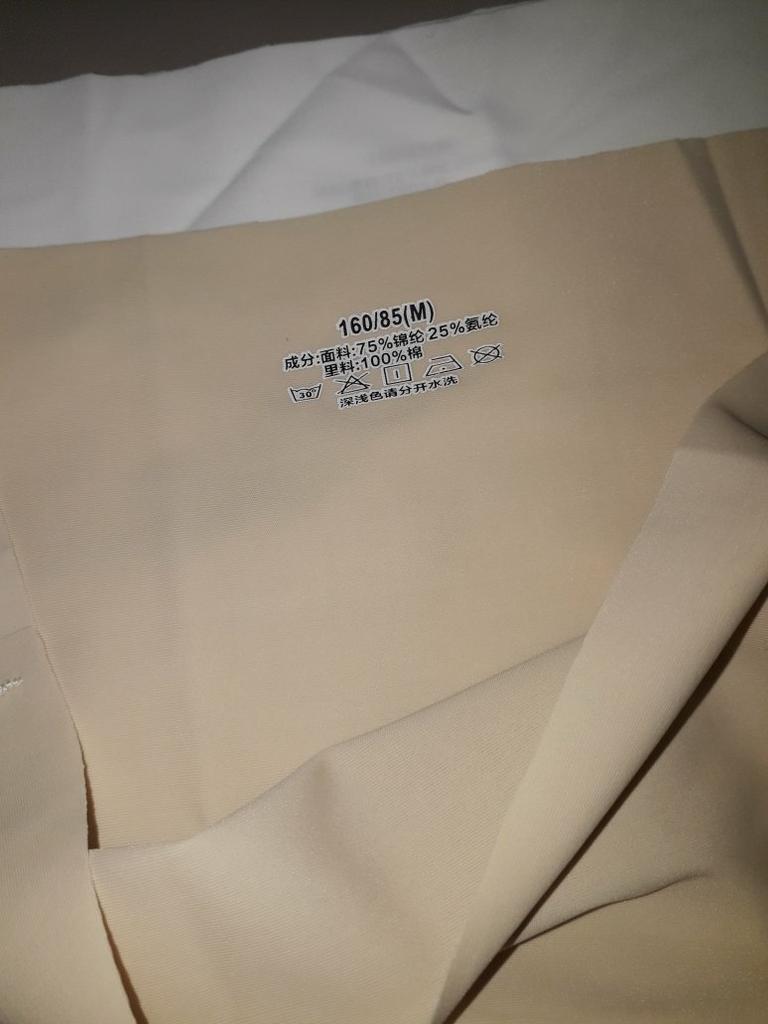 160/85(M)
成分:面料:75%锦纶 25%氨纶
里料:100%棉
30°
深浅色请分开水洗